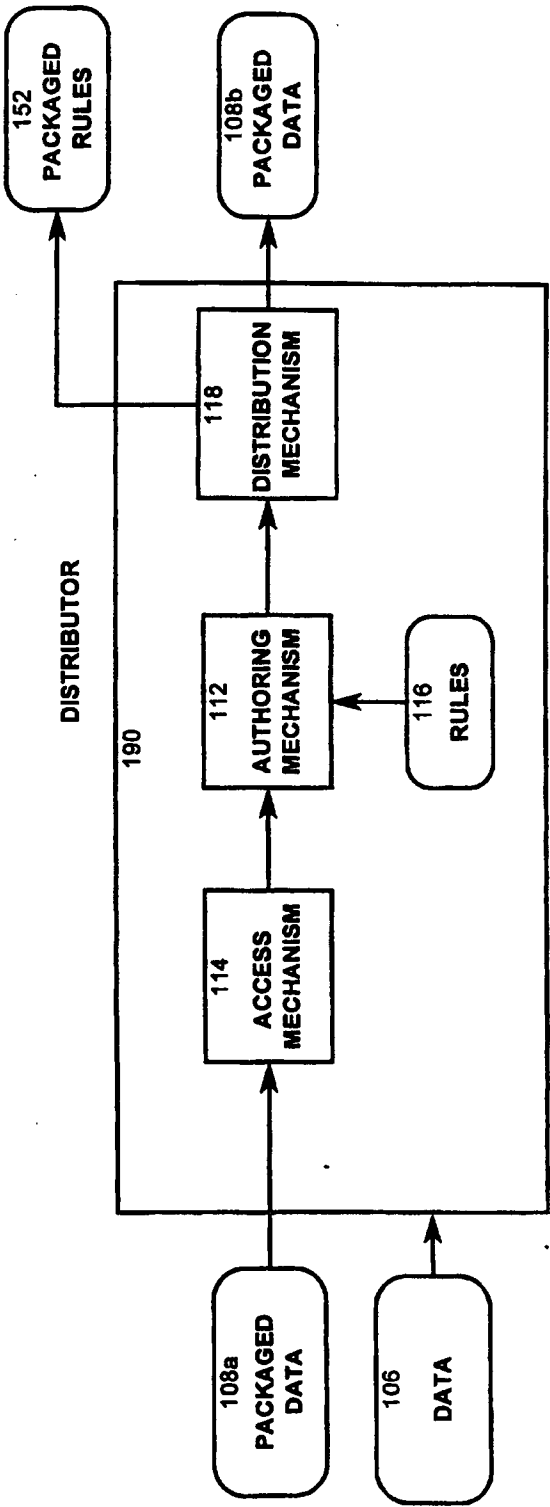 DISTRIBUTOR
190
108a
PACKAGED
DATA
106
DATA
114
ACCESS
MECHANISM
112
AUTHORING
MECHANISM
116
RULES
118
DISTRIBUTION
MECHANISM
152
PACKAGED
RULES
108b
PACKAGED
DATA